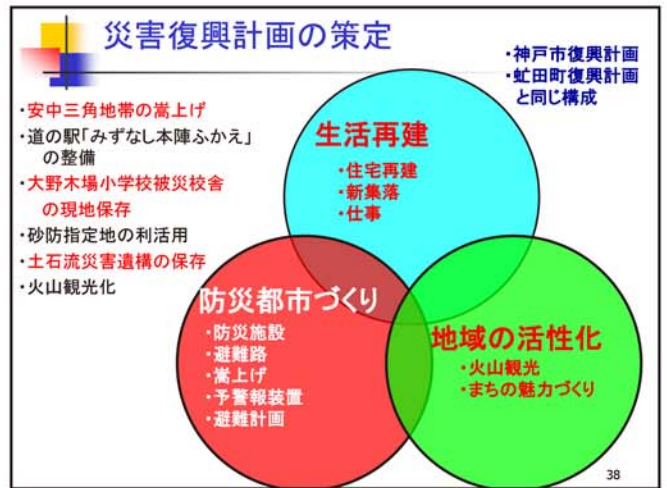 災害復興計画の策定
・神戸市復興計画
・虻田町復興計画
と同じ構成
・安中三角地帯の嵩上げ
・道の駅「みずなし本陣ふかえ」
の整備
・大野木場小学校被災校舎
の現地保存
・砂防指定地の利活用
・土石流災害遺構の保存
・火山観光化
生活再建
・住宅再建
・新集落
・仕事
防災都市づくり
・防災施設
・避難路
・嵩上げ
・予警報装置
・避難計画
地域の活性化
・火山観光
・まちの魅力づくり
38